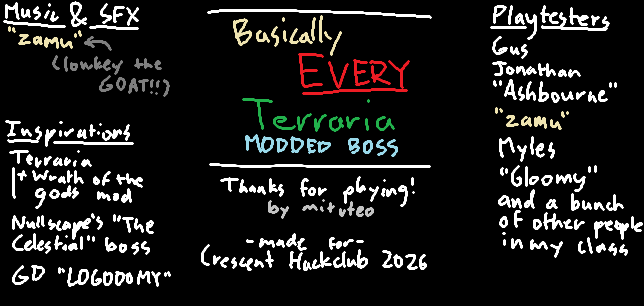 Music & SFX
"zamu"
(lowkey the
GOAT!!)
Inspirations
Terraria
+ Wrath of the
gods mod
Nullscape's "The
Celestial" boss
GD "LOGODOMY"
Basically
EVERY
Terraria
MODDED BOSS
Thanks for playing!
by mituteo
-made for-
Crescent Hackclub 2026
Playtesters
Gus
Jonathan
"Ashbourne"
"zamu"
Myles
"Gloomy"
and a bunch
of other people
in my class